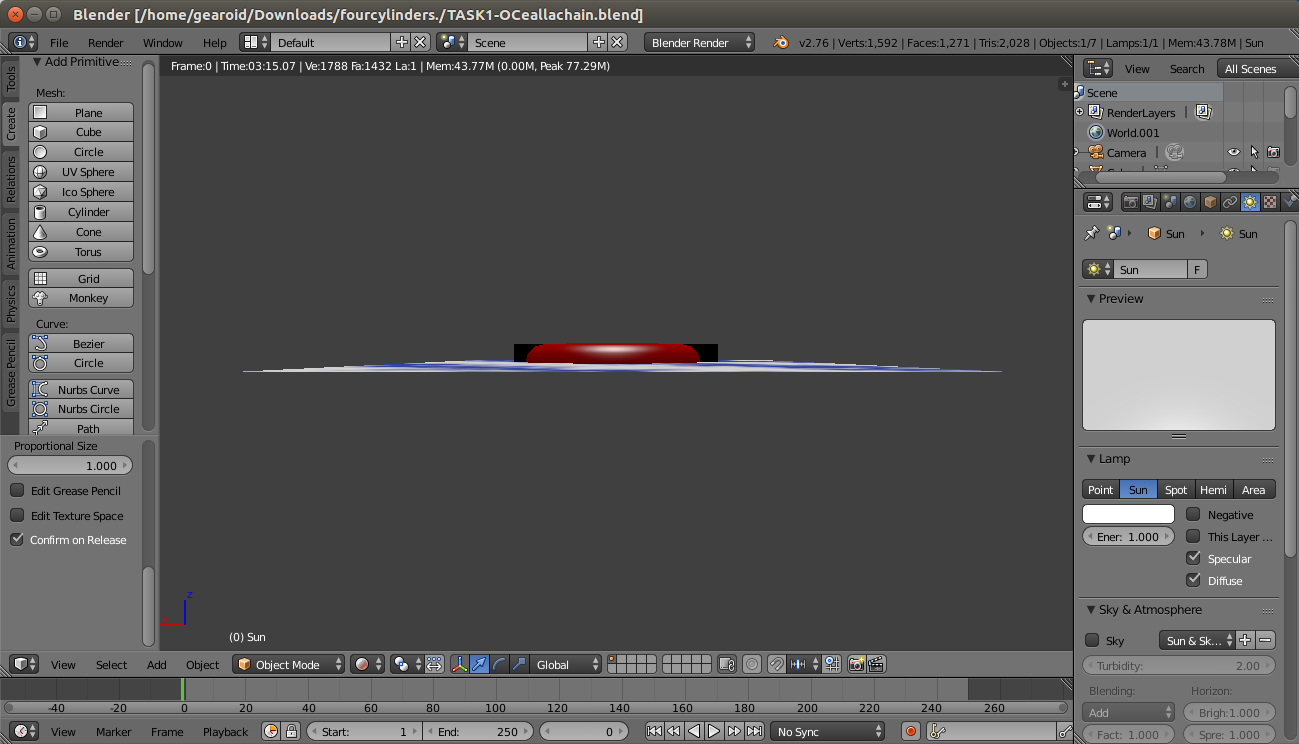 Blender [/home/gearoid/Downloads/fourcylinders./TASK1-OCeallachain.blend]
File Render Window Help Default Scene Blender Render v2.76 | Verts:1,592 | Faces:1,271 | Tris:2,028 | Objects:1/7 | Lamps:1/1 | Mem:43.78M | Sun
Tools
Create
Relations
Animation
Physics
Grease Pencil
Add Primitive
Mesh:
Plane
Cube
Circle
UV Sphere
Ico Sphere
Cylinder
Cone
Torus
Grid
Monkey
Curve:
Bezier
Circle
Nurbs Curve
Nurbs Circle
Path
Proportional Size
1.000
Edit Grease Pencil
Edit Texture Space
Confirm on Release
Frame:0 | Time:03:15.07 | Ve:1788 Fa:1432 La:1 | Mem:43.77M (0.00M, Peak 77.29M)
z
(0) Sun
View Select Add Object Object Mode Global
-40 -20 0 20 40 60 80 100 120 140 160 180 200 220 240 260
View Marker Frame Playback Start: 1 End: 250 0 No Sync
View Search All Scenes
Scene
RenderLayers
World.001
Camera
Sun Sun
Sun F
Preview
Lamp
Point Sun Spot Hemi Area
Negative
Ener: 1.000 This Layer ...
Specular
Diffuse
Sky & Atmosphere
Sky Sun & Sk...
Turbidity: 2.00
Blending: Horizon:
Add Brigh:1.000
Fact: 1.000 Spre: 1.000